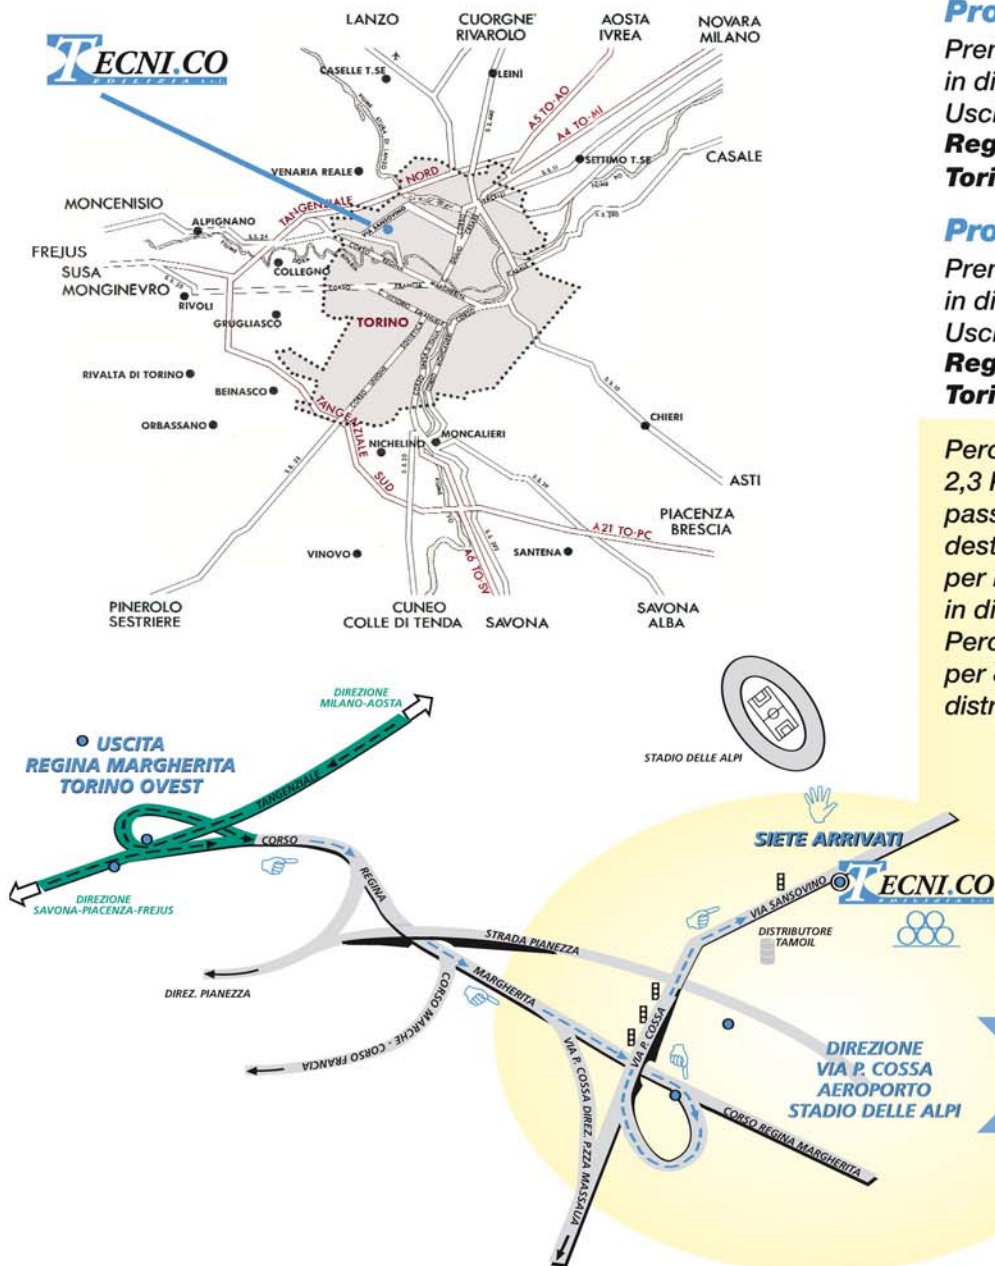 TECNI.CO
EDILIZIA s.r.l.
LANZO
CUORGNE'
RIVAROLO
AOSTA
IVREA
NOVARA
MILANO
CASELLE T.SE
LEINÌ
A5 TO-AO
A4 TO-MI
VENARIA REALE
SETTIMO T.SE
CASALE
TANGENZIALE
NORD
MONCENISIO
ALPIGNANO
VIA SANSOVINO
FREJUS
SUSA
MONGINEVRO
COLLEGNO
RIVOLI
GRUGLIASCO
TORINO
RIVALTA DI TORINO
BEINASCO
ORBASSANO
TANGENZIALE
SUD
NICHELINO
MONCALIERI
CHIERI
ASTI
PIACENZA
BRESCIA
A21 TO-PC
A6 TO-SV
VINOVO
SANTENA
PINEROLO
SESTRIERE
CUNEO
COLLE DI TENDA
SAVONA
SAVONA
ALBA
Pro
Pren
in di
Usci
Reg
Tori
Pro
Pren
in di
Usci
Reg
Tori
Perc
2,3 k
pass
dest
per
in di
Perc
per
distr
DIREZIONE
MILANO-AOSTA
USCITA
REGINA MARGHERITA
TORINO OVEST
TANGENZIALE
CORSO
REGINA
MARGHERITA
DIREZIONE
SAVONA-PIACENZA-FREJUS
STADIO DELLE ALPI
SIETE ARRIVATI
TECNI.CO
VIA SANSOVINO
DISTRIBUTORE
TAMOIL
STRADA PIANEZZA
DIREZ. PIANEZZA
CORSO MARCHE - CORSO FRANCIA
VIA P. COSSA
VIA P. COSSA DIREZ. P.ZZA MASSAUA
CORSO REGINA MARGHERITA
DIREZIONE
VIA P. COSSA
AEROPORTO
STADIO DELLE ALPI